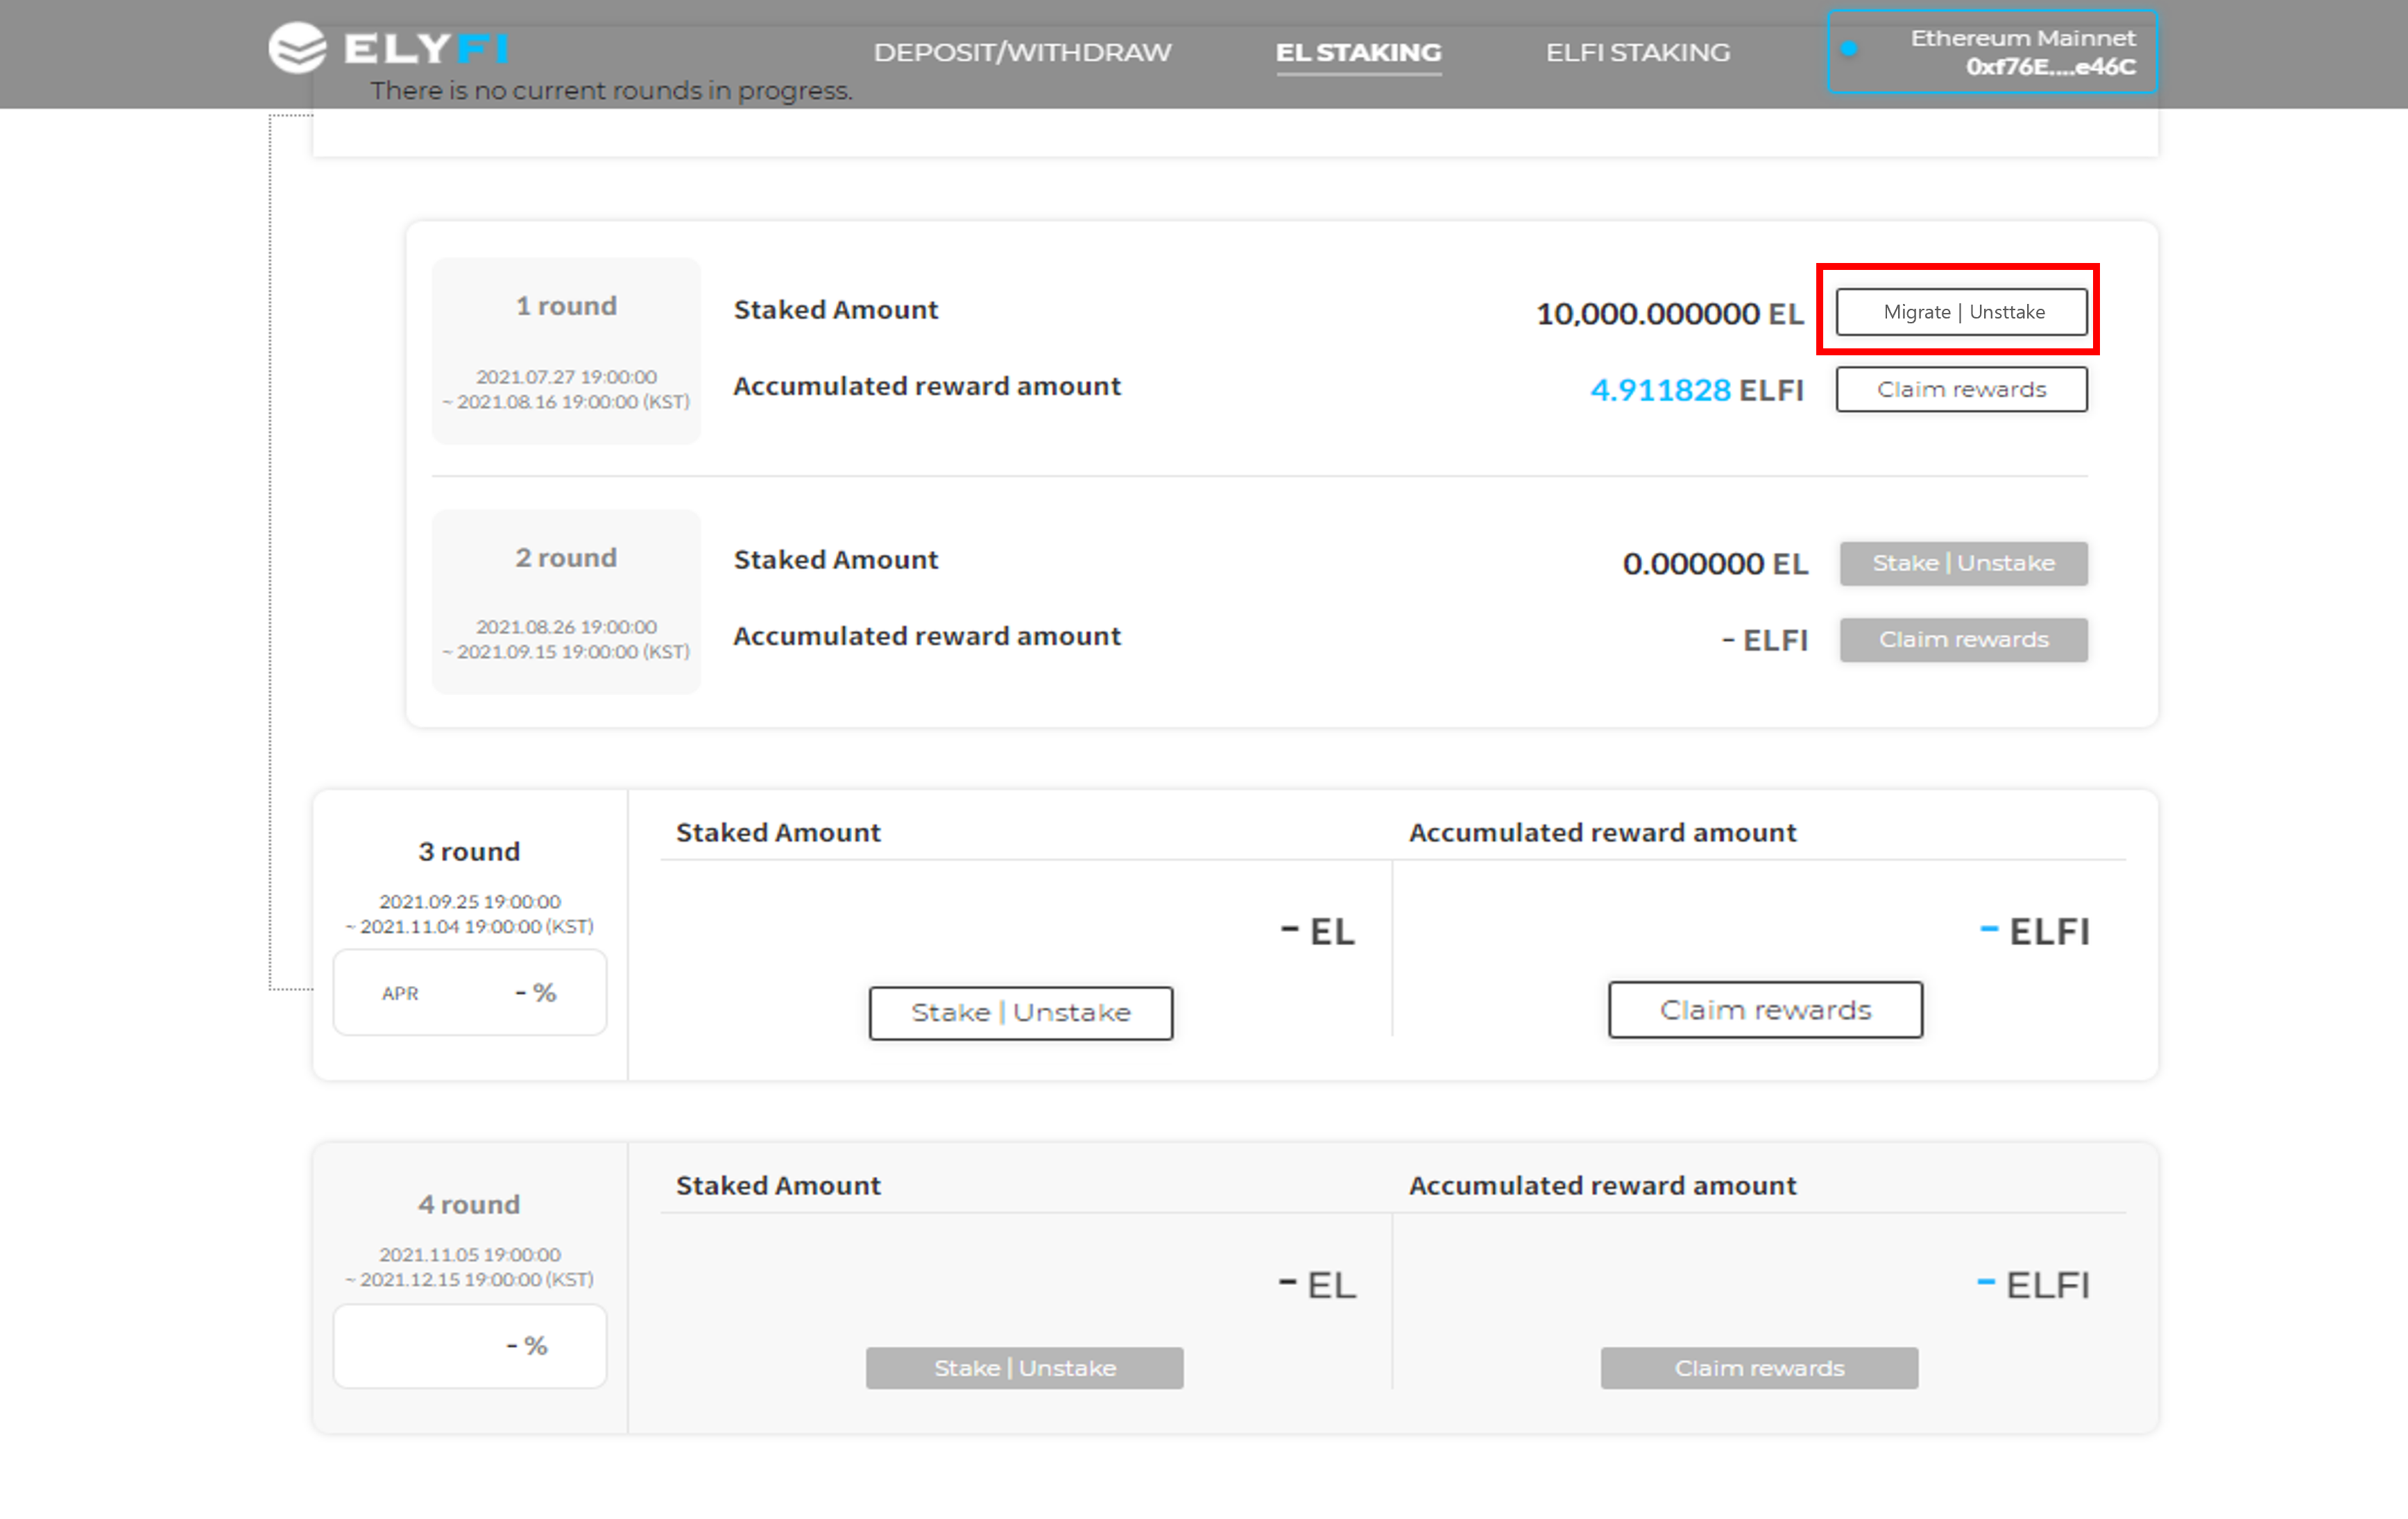 ELYFI
DEPOSIT/WITHDRAW
EL STAKING
ELFI STAKING
Ethereum Mainnet
0xf76E....e46C
There is no current rounds in progress.
1 round
2021.07.27 19:00:00
~ 2021.08.16 19:00:00 (KST)
Staked Amount
10,000.000000 EL
Migrate | Unsttake
Accumulated reward amount
4.911828 ELFI
Claim rewards
2 round
2021.08.26 19:00:00
~ 2021.09.15 19:00:00 (KST)
Staked Amount
0.000000 EL
Stake | Unstake
Accumulated reward amount
- ELFI
Claim rewards
3 round
2021.09.25 19:00:00
~ 2021.11.04 19:00:00 (KST)
APR - %
Staked Amount
- EL
Stake | Unstake
Accumulated reward amount
- ELFI
Claim rewards
4 round
2021.11.05 19:00:00
~ 2021.12.15 19:00:00 (KST)
- %
Staked Amount
- EL
Stake | Unstake
Accumulated reward amount
- ELFI
Claim rewards